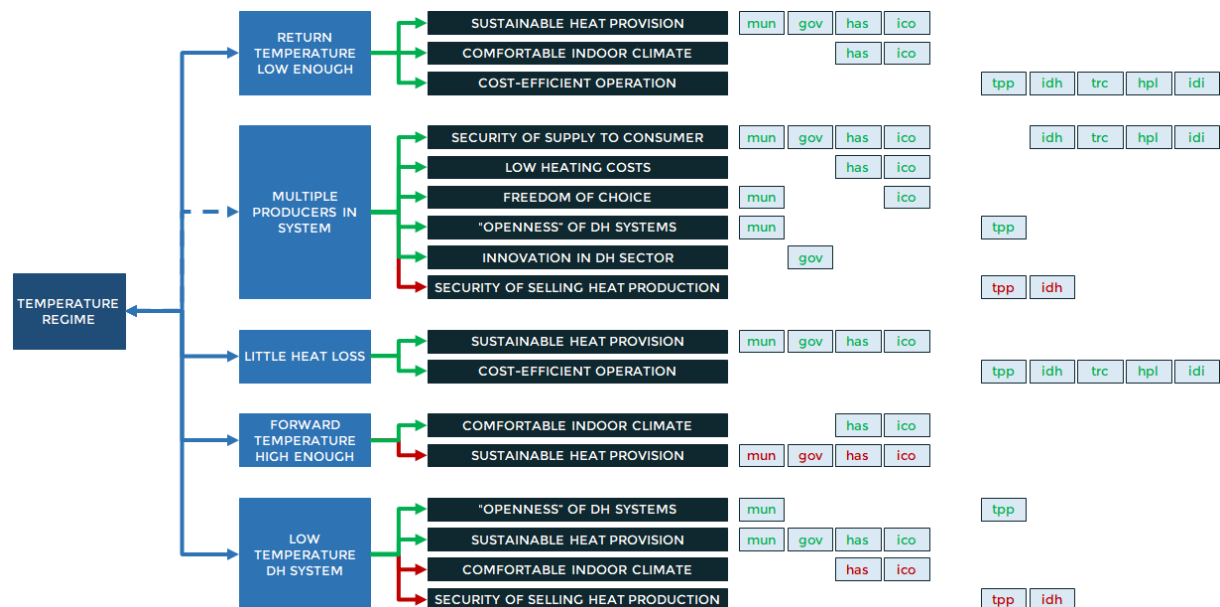 RETURN
TEMPERATURE
LOW ENOUGH
SUSTAINABLE HEAT PROVISION mun gov has ico
COMFORTABLE INDOOR CLIMATE has ico
COST-EFFICIENT OPERATION tpp idh trc hpl idi
MULTIPLE
PRODUCERS IN
SYSTEM
SECURITY OF SUPPLY TO CONSUMER mun gov has ico idh trc hpl idi
LOW HEATING COSTS has ico
FREEDOM OF CHOICE mun ico
"OPENNESS" OF DH SYSTEMS mun tpp
INNOVATION IN DH SECTOR gov
SECURITY OF SELLING HEAT PRODUCTION tpp idh
TEMPERATURE
REGIME
LITTLE HEAT LOSS
SUSTAINABLE HEAT PROVISION mun gov has ico
COST-EFFICIENT OPERATION tpp idh trc hpl idi
FORWARD
TEMPERATURE
HIGH ENOUGH
COMFORTABLE INDOOR CLIMATE has ico
SUSTAINABLE HEAT PROVISION mun gov has ico
LOW
TEMPERATURE
DH SYSTEM
"OPENNESS" OF DH SYSTEMS mun tpp
SUSTAINABLE HEAT PROVISION mun gov has ico
COMFORTABLE INDOOR CLIMATE has ico
SECURITY OF SELLING HEAT PRODUCTION tpp idh